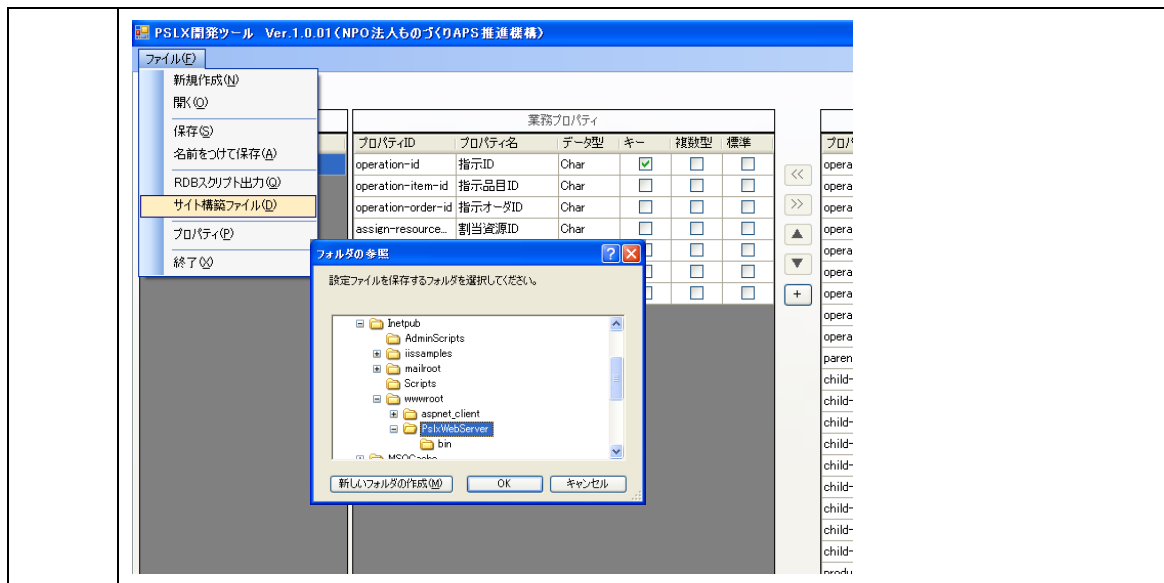 PSLX開発ツール Ver.1.0.01(NPO法人ものづくりAPS推進機構)
ファイル(F)
新規作成(N)
開く(O)
保存(S)
名前をつけて保存(A)
RDBスクリプト出力(Q)
サイト構築ファイル(D)
プロパティ(P)
終了(X)
業務プロパティ
プロパティID プロパティ名 データ型 キー 複数型 標準
operation-id 指示ID Char
operation-item-id 指示品目ID Char
operation-order-id 指示オーダID Char
assign-resource... 割当資源ID Char
<<
>>
▲
▼
+
プロパ
opera
opera
opera
opera
opera
opera
opera
opera
opera
paren
child-
child-
child-
child-
child-
child-
child-
child-
child-
produ
フォルダの参照
設定ファイルを保存するフォルダを選択してください。
Inetpub
AdminScripts
iissamples
mailroot
Scripts
wwwroot
aspnet_client
PslxWebServer
bin
MSOCache
新しいフォルダの作成(M) OK キャンセル